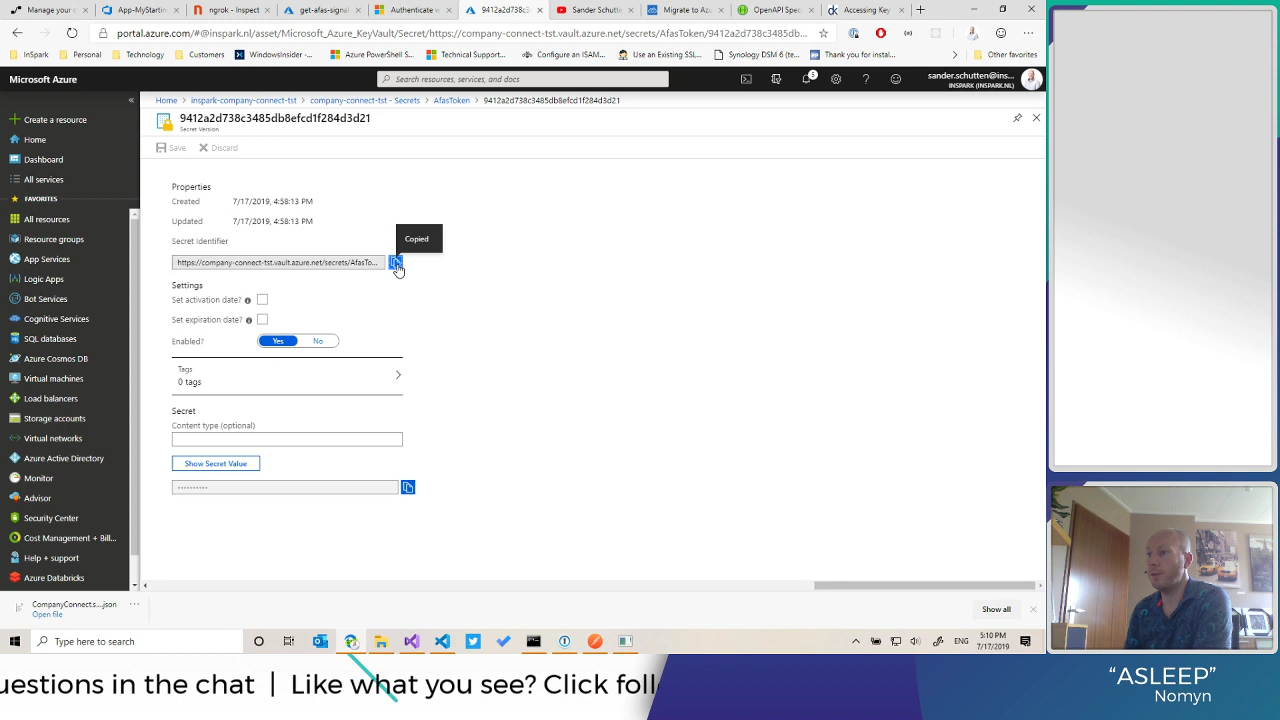 Manage your c
App-MyStarting
ngrok - Inspect
get-afas-signal
Authenticate w
9412a2d738c3
Sander Schutten
Migrate to Azur
OpenAPI Speci
Accessing Key
portal.azure.com/#@inspark.nl/asset/Microsoft_Azure_KeyVault/Secret/https://company-connect-tst.vault.azure.net/secrets/AfasToken/9412a2d738c3485db8efcd1f284d3d21/...
InSpark
Personal
Customers
Technology
Azure
Azure PowerShell S...
Technical Support...
Configure an ISAM...
Use an Existing DC...
Synology DSM 6 (te...
Thank you for instal...
Other favorites
Microsoft Azure
Search resources, services, and docs
5
sander.schutten@ins...
INSPARK (INSPARK.NL)
Home
inspark-company-connect-tst
company-connect-tst - Secrets
AfasToken
9412a2d738c3485db8efcd1f284d3d21
9412a2d738c3485db8efcd1f284d3d21
Secret Version
Save
Discard
Create a resource
Home
Dashboard
All services
FAVORITES
All resources
Resource groups
App Services
Logic Apps
Bot Services
Cognitive Services
SQL databases
Azure Cosmos DB
Virtual machines
Load balancers
Storage accounts
Virtual networks
Azure Active Directory
Monitor
Advisor
Security Center
Cost Management + Bill...
Help + support
Azure Databricks
Properties
Created 7/17/2019, 4:58:13 PM
Updated 7/17/2019, 4:58:13 PM
Secret Identifier
Copied
https://company-connect-tst.vault.azure.net/secrets/AfasTo...
Settings
Set activation date?
Set expiration date?
Enabled? Yes No
Tags
0 tags
Secret
Content type (optional)
Show Secret Value
··········
CompanyConnect.s....json
Open file
Show all
Type here to search
ENG
5:10 PM
7/17/2019
uestions in the chat | Like what you see? Click foll
"ASLEEP"
Nomyn